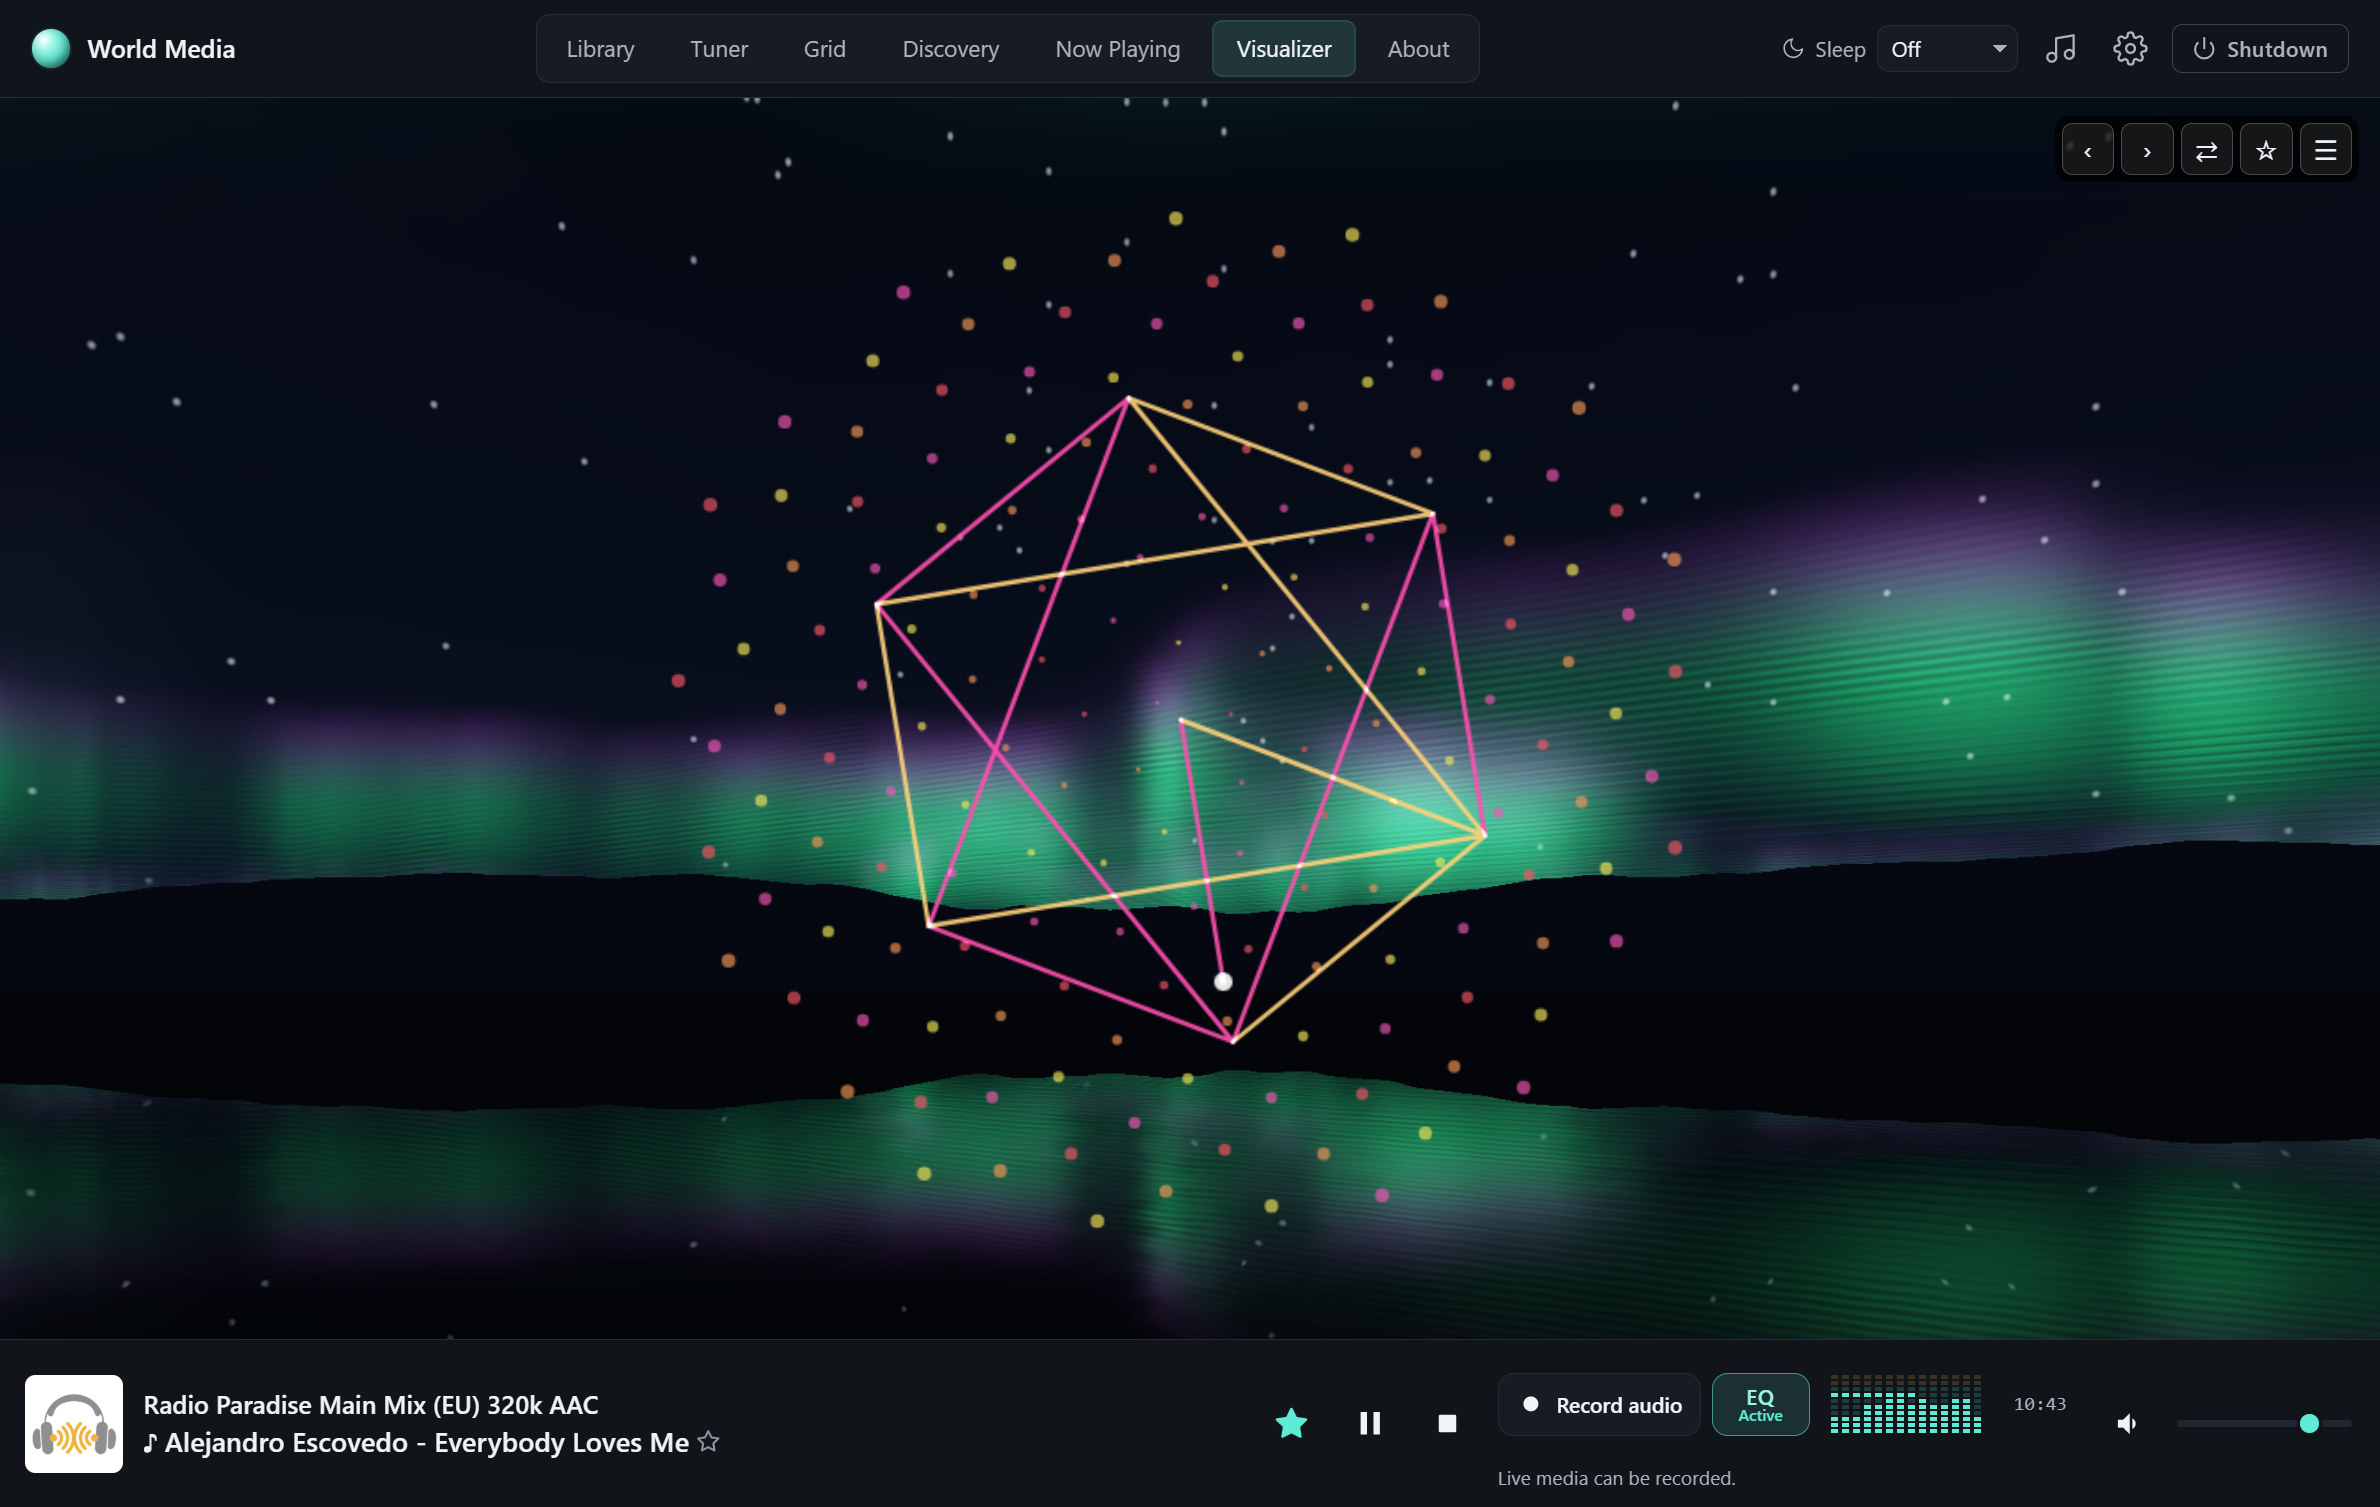 World Media
Library
Tuner
Grid
Discovery
Now Playing
Visualizer
About
Sleep
Off
Shutdown
Radio Paradise Main Mix (EU) 320k AAC
Alejandro Escovedo - Everybody Loves Me
Record audio
EQ
Active
10:43
Live media can be recorded.